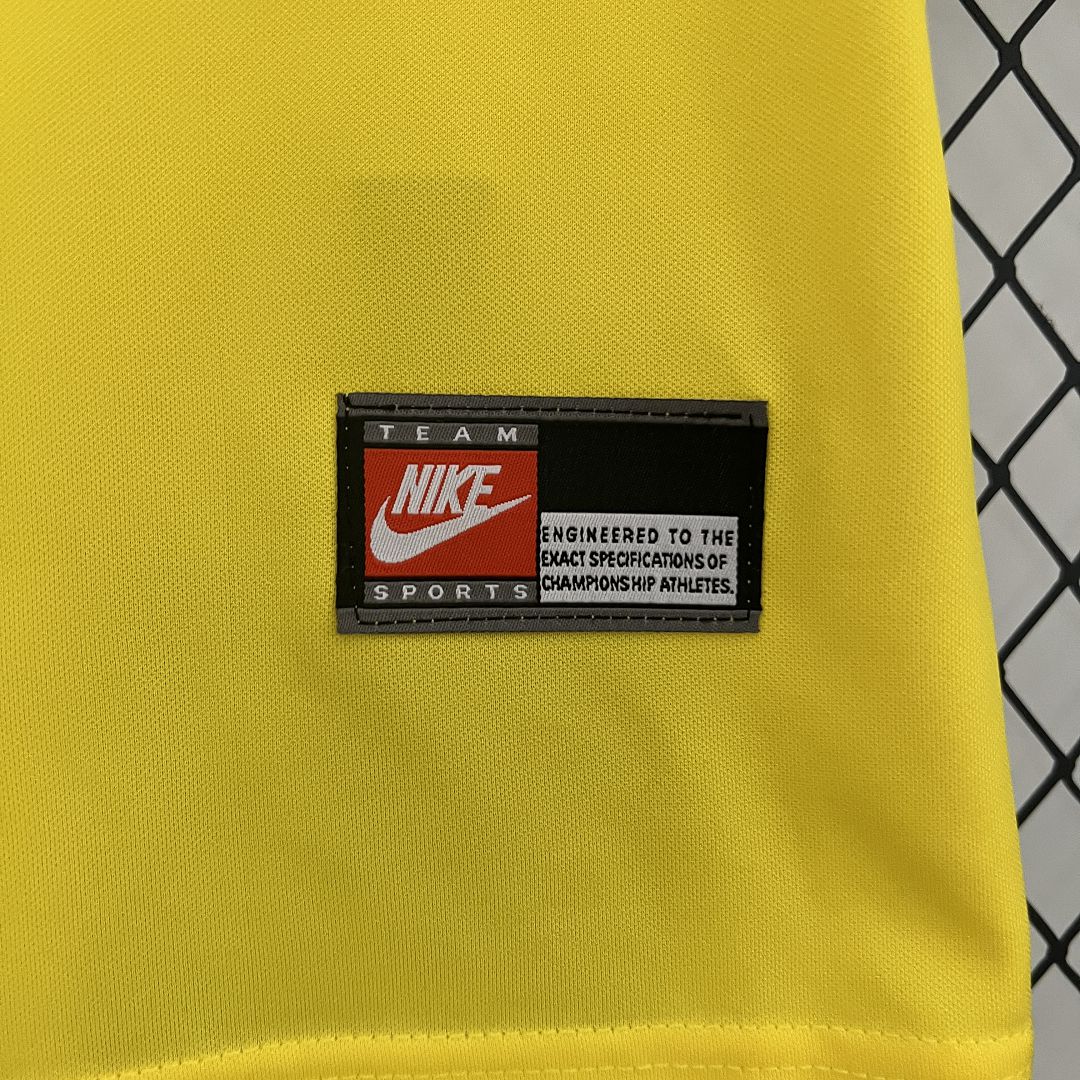 TEAM
NIKE
SPORTS
ENGINEERED TO THE
EXACT SPECIFICATIONS OF
CHAMPIONSHIP ATHLETES.